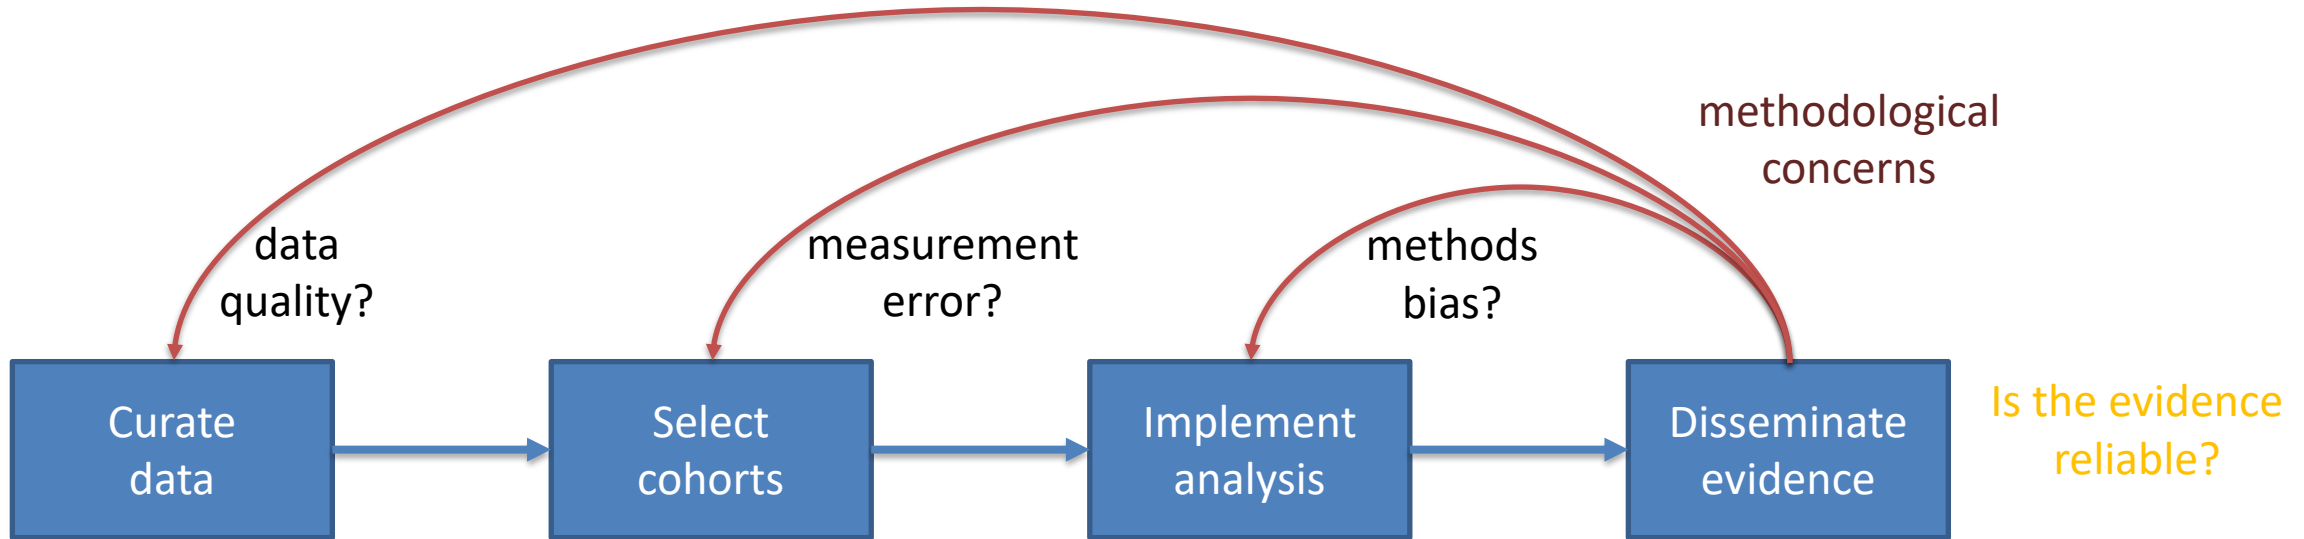 methodological
concerns
data
quality?
measurement
error?
methods
bias?
Curate
data
Select
cohorts
Implement
analysis
Disseminate
evidence
Is the evidence
reliable?